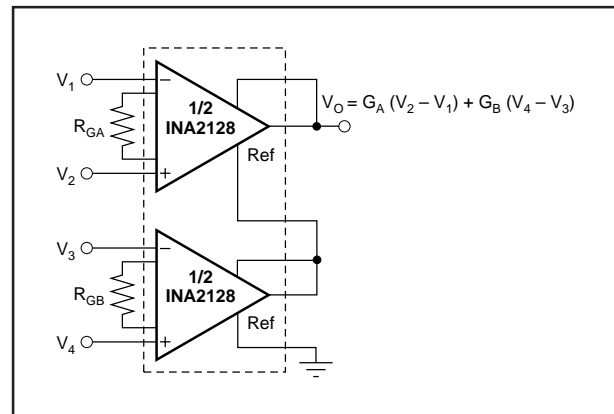 V1
1/2
INA2128
VO = GA (V2 – V1) + GB (V4 – V3)
RGA
Ref
V2
V3
1/2
INA2128
RGB
Ref
V4